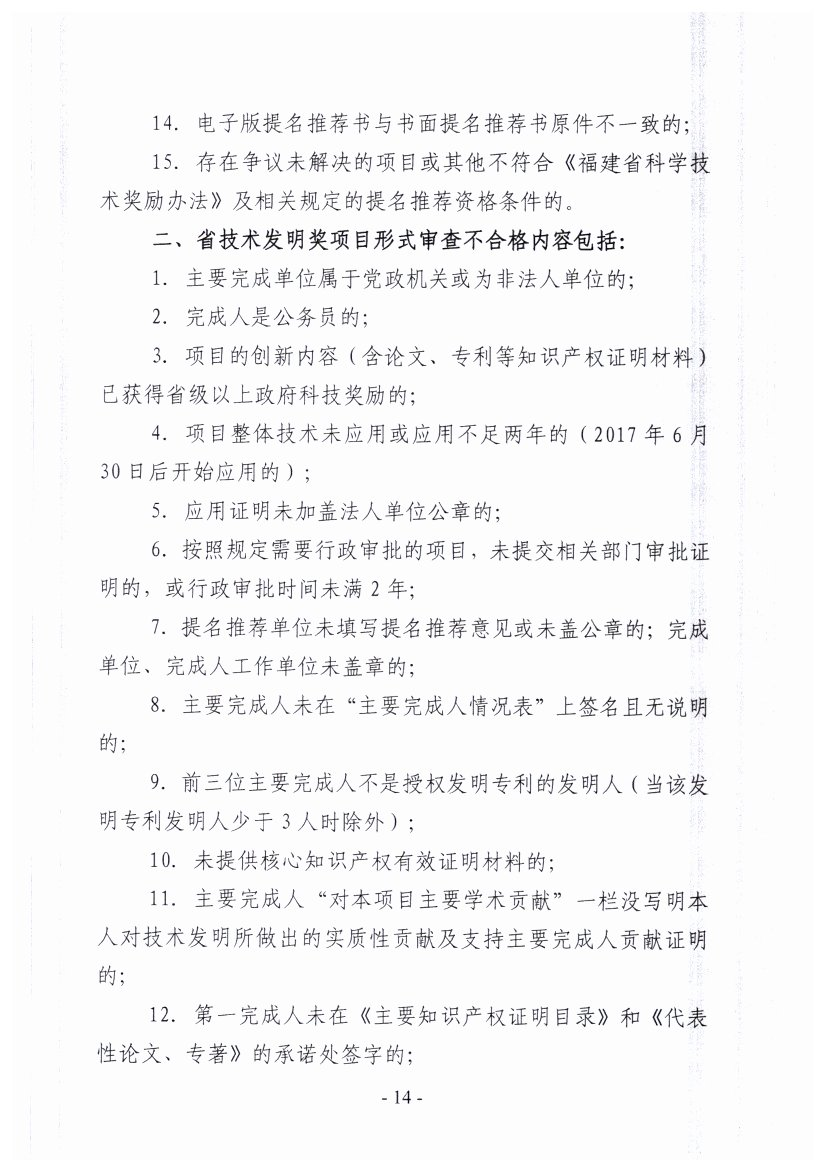 14. 电子版提名推荐书与书面提名推荐书原件不一致的；
15. 存在争议未解决的项目或其他不符合《福建省科学技
术奖励办法》及相关规定的提名推荐资格条件的。
二、省技术发明奖项目形式审查不合格内容包括：
1. 主要完成单位属于党政机关或为非法人单位的；
2. 完成人是公务员的；
3. 项目的创新内容（含论文、专利等知识产权证明材料）
已获得省级以上政府科技奖励的；
4. 项目整体技术未应用或应用不足两年的（2017 年 6 月
30 日后开始应用的）；
5. 应用证明未加盖法人单位公章的；
6. 按照规定需要行政审批的项目，未提交相关部门审批证
明的，或行政审批时间未满 2 年；
7. 提名推荐单位未填写提名推荐意见或未盖公章的；完成
单位、完成人工作单位未盖章的；
8. 主要完成人未在“主要完成人情况表”上签名且无说明
的；
9. 前三位主要完成人不是授权发明专利的发明人（当该发
明专利发明人少于 3 人时除外）；
10. 未提供核心知识产权有效证明材料的；
11. 主要完成人“对本项目主要学术贡献”一栏没写明本
人对技术发明所做出的实质性贡献及支持主要完成人贡献证明
的；
12. 第一完成人未在《主要知识产权证明目录》和《代表
性论文、专著》的承诺处签字的；
- 14 -